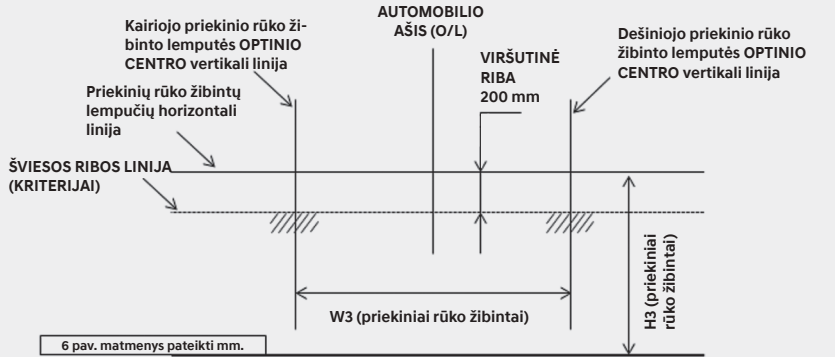 Kairiojo priekinio rūko ži-
binto lemputės OPTINIO
CENTRO vertikali linija
AUTOMOBILIO
AŠIS (O/L)
Dešiniojo priekinio rūko
žibinto lemputės OPTINIO
CENTRO vertikali linija
VIRŠUTINĖ
RIBA
200 mm
Priekinių rūko žibintų
lempučių horizontali
linija
ŠVIESOS RIBOS LINIJA
(KRITERIJAI)
W3 (priekiniai rūko žibintai)
H3 (priekiniai
rūko žibintai)
6 pav. matmenys pateikti mm.